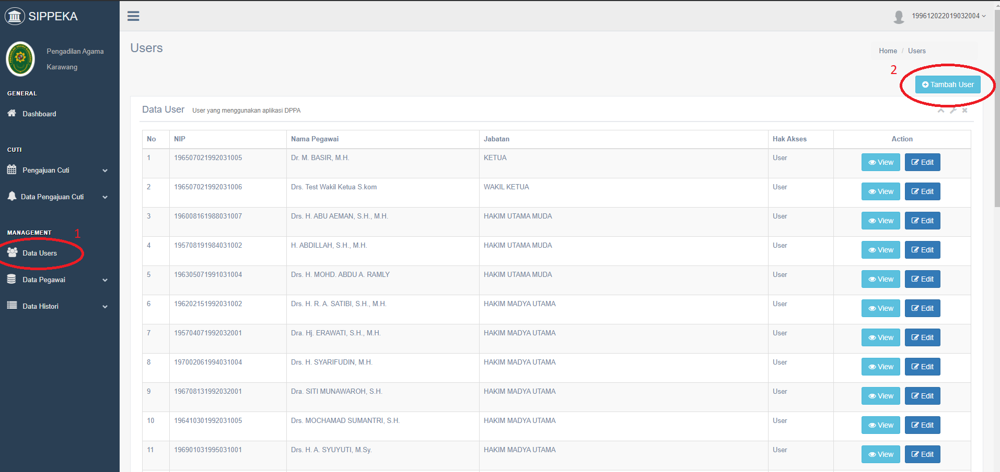 SIPPEKA
199612022019032004
Pengadilan Agama
Karawang
GENERAL
Dashboard
CUTI
Pengajuan Cuti
Data Pengajuan Cuti
MANAGEMENT
1
Data Users
Data Pegawai
Data Histori
Users
Home / Users
2
Tambah User
Data User User yang menggunakan aplikasi DPPA
No NIP Nama Pegawai Jabatan Hak Akses Action
1 196507021992031005 Dr. M. BASIR, M.H. KETUA User View Edit
2 196507021992031006 Drs. Test Wakil Ketua S.kom WAKIL KETUA User View Edit
3 196008161988031007 Drs. H. ABU AEMAN, S.H., M.H. HAKIM UTAMA MUDA User View Edit
4 195708191984031002 H. ABDILLAH, S.H., M.H. HAKIM UTAMA MUDA User View Edit
5 196305071991031004 Drs. H. MOHD. ABDU A. RAMLY HAKIM UTAMA MUDA User View Edit
6 196202151992031002 Drs. H. R. A. SATIBI, S.H., M.H. HAKIM MADYA UTAMA User View Edit
7 195704071992032001 Dra. Hj. ERAWATI, S.H., M.H. HAKIM MADYA UTAMA User View Edit
8 197002061994031004 Drs. H. SYARIFUDIN, M.H. HAKIM MADYA UTAMA User View Edit
9 196708131992032001 Dra. SITI MUNAWAROH, S.H. HAKIM MADYA UTAMA User View Edit
10 196410301992031005 Drs. MOCHAMAD SUMANTRI, S.H. HAKIM MADYA UTAMA User View Edit
11 196901031995031001 Drs. H. A. SYUYUTI, M.Sy. HAKIM MADYA UTAMA User View Edit